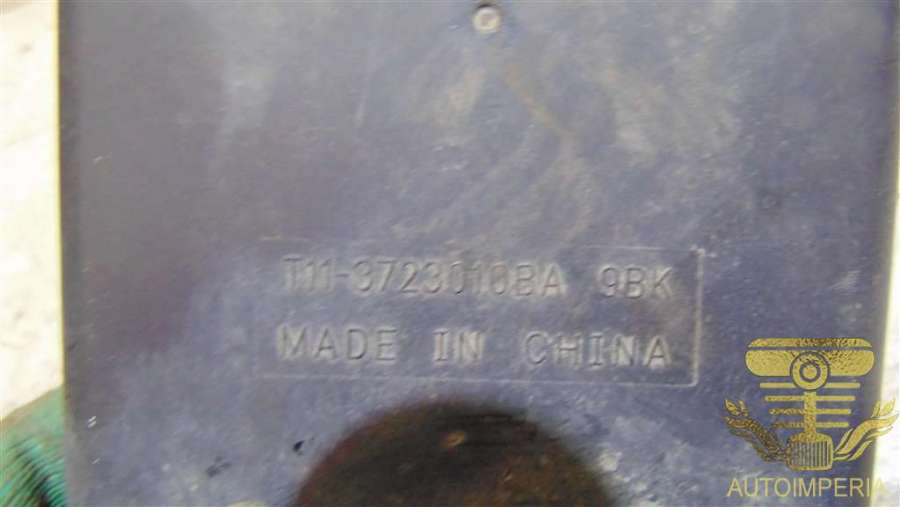 T11-3723010BA 9BK
MADE IN CHINA
AUTOIMPERIA